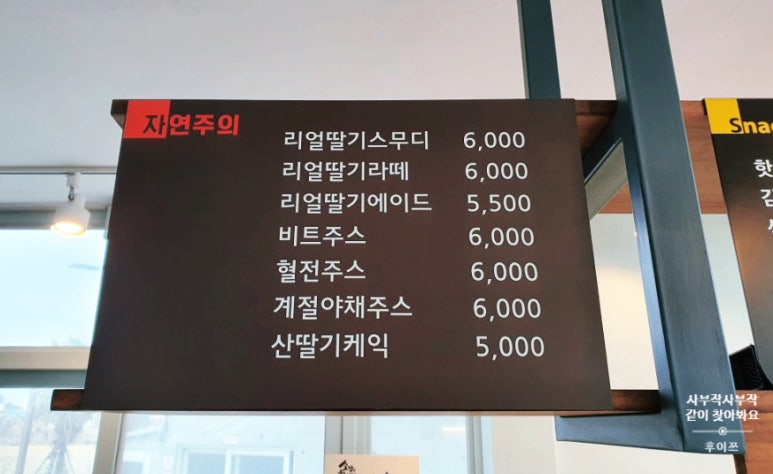 자연주의
리얼딸기스무디 6,000
리얼딸기라떼 6,000
리얼딸기에이드 5,500
비트주스 6,000
혈전주스 6,000
계절야채주스 6,000
산딸기케익 5,000
Sna
핫
사부작사부작
같이 찾아봐요
후이쯔